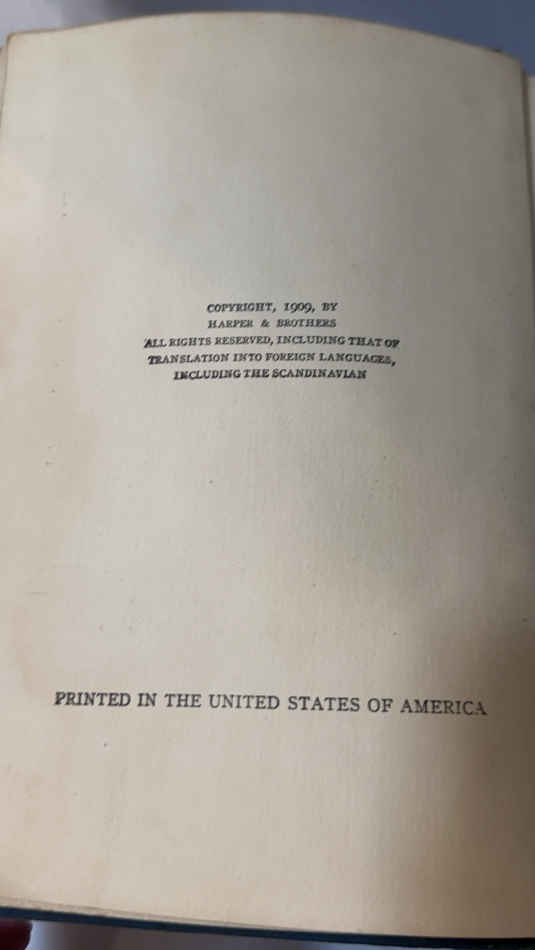 COPYRIGHT, 1909, BY
HARPER & BROTHERS
ALL RIGHTS RESERVED, INCLUDING THAT OF
TRANSLATION INTO FOREIGN LANGUAGES,
INCLUDING THE SCANDINAVIAN
PRINTED IN THE UNITED STATES OF AMERICA